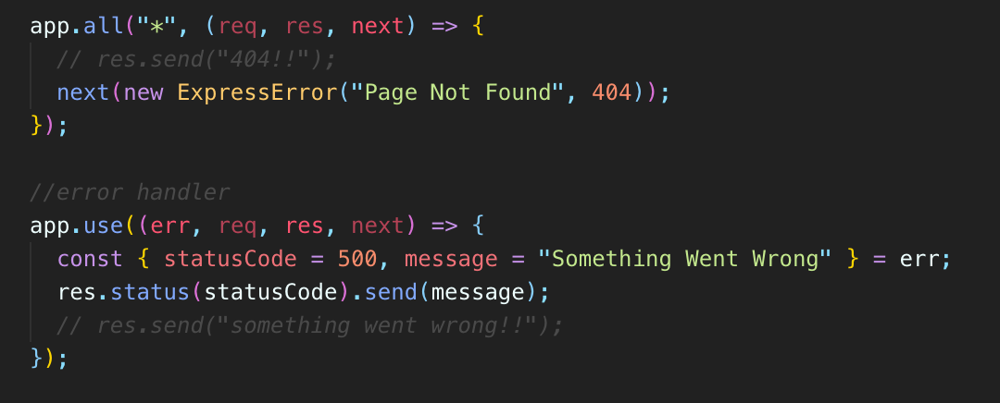 app.all("*", (req, res, next) => {
  // res.send("404!!");
  next(new ExpressError("Page Not Found", 404));
});

//error handler
app.use((err, req, res, next) => {
  const { statusCode = 500, message = "Something Went Wrong" } = err;
  res.status(statusCode).send(message);
  // res.send("something went wrong!!");
});